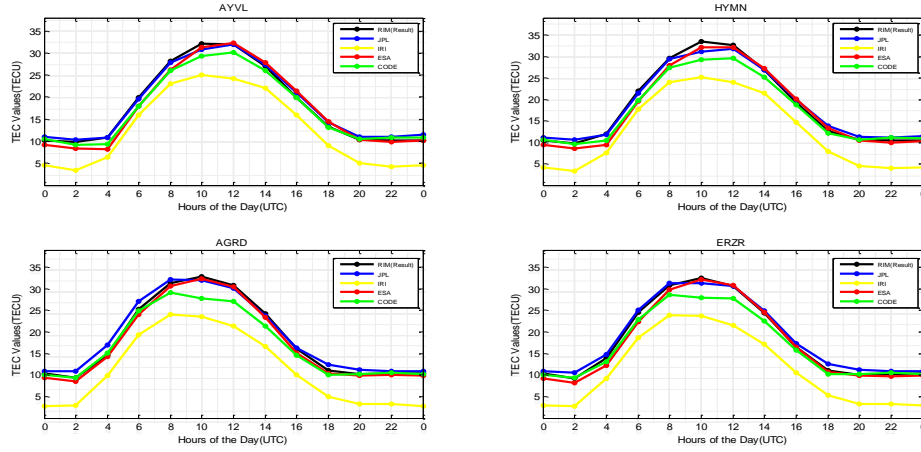 AYVL
TEC Values(TECU)
35
30
25
20
15
10
5
0 2 4 6 8 10 12 14 16 18 20 22 0
Hours of the Day(UTC)
RIM(Result)
JPL
IRI
ESA
CODE
HYMN
TEC Values(TECU)
35
30
25
20
15
10
5
0 2 4 6 8 10 12 14 16 18 20 22 0
Hours of the Day(UTC)
RIM(Result)
JPL
IRI
ESA
CODE
AGRD
TEC Values(TECU)
35
30
25
20
15
10
5
0 2 4 6 8 10 12 14 16 18 20 22 0
Hours of the Day(UTC)
RIM(Result)
JPL
IRI
ESA
CODE
ERZR
TEC Values(TECU)
35
30
25
20
15
10
5
0 2 4 6 8 10 12 14 16 18 20 22 0
Hours of the Day(UTC)
RIM(Result)
JPL
IRI
ESA
CODE